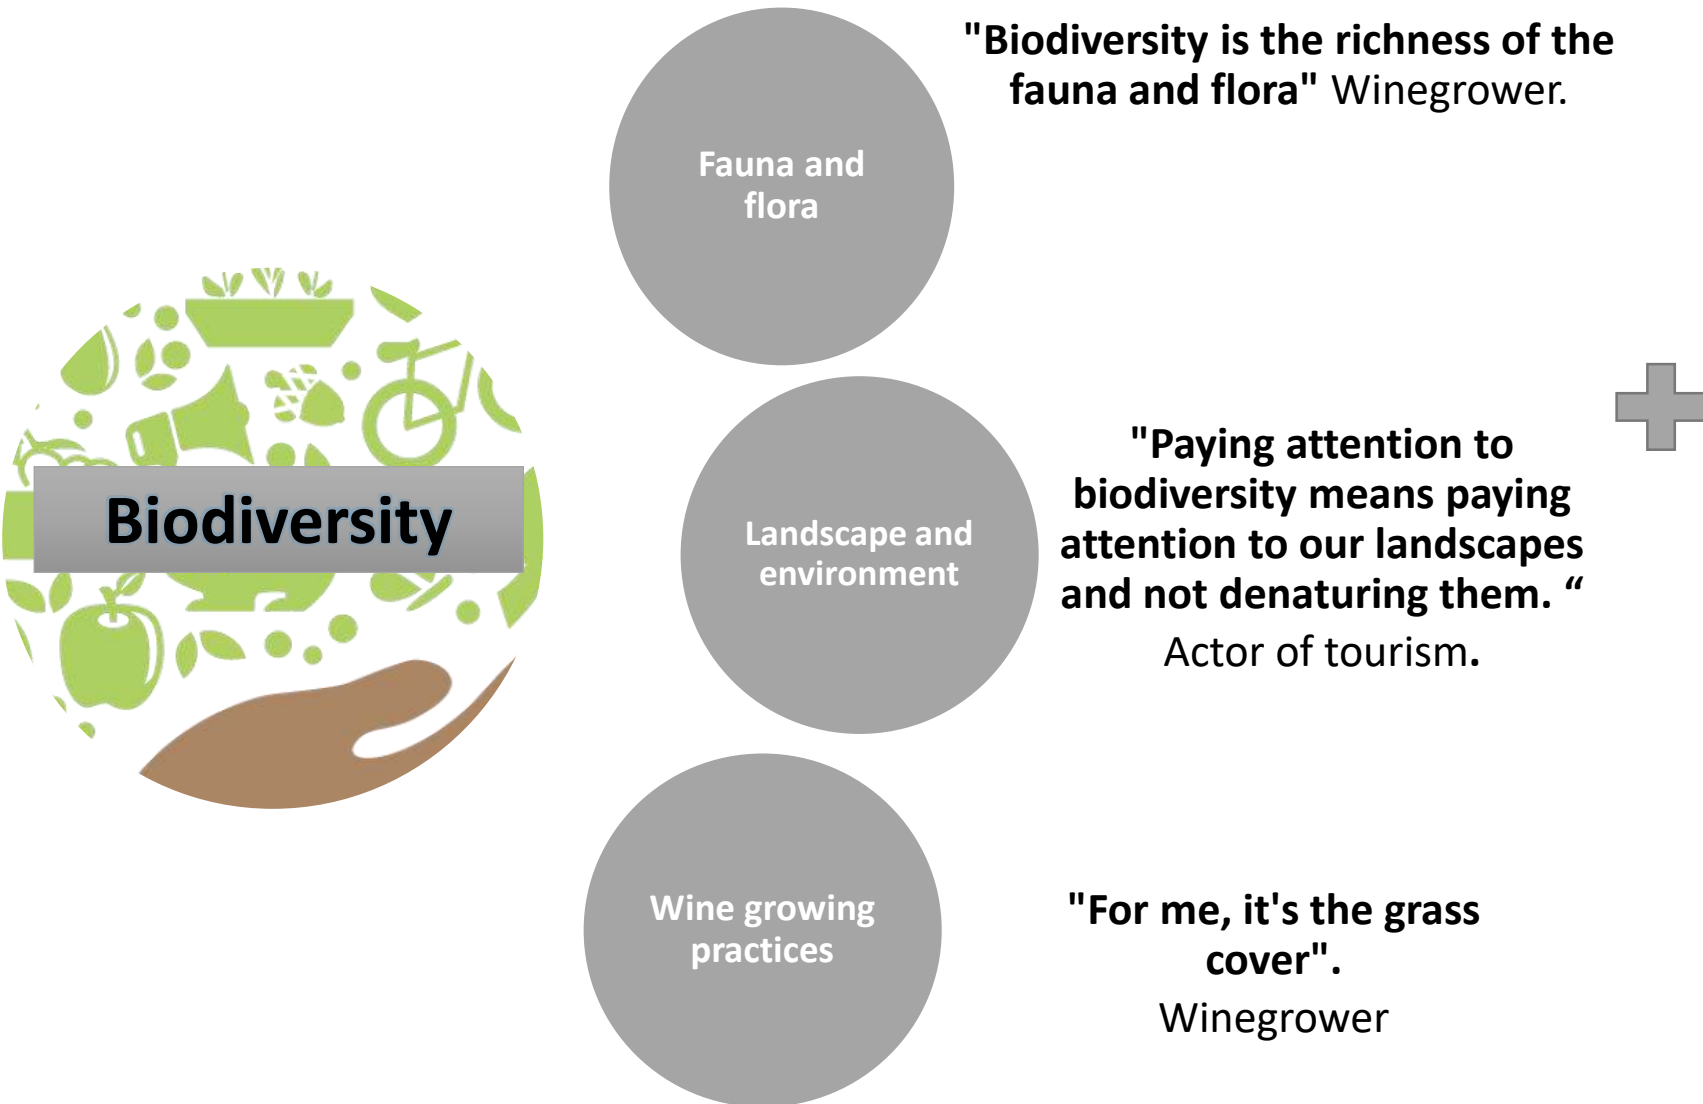 Biodiversity
Fauna and
flora
"Biodiversity is the richness of the
fauna and flora" Winegrower.
Landscape and
environment
"Paying attention to
biodiversity means paying
attention to our landscapes
and not denaturing them. “
Actor of tourism.
Wine growing
practices
"For me, it's the grass
cover".
Winegrower